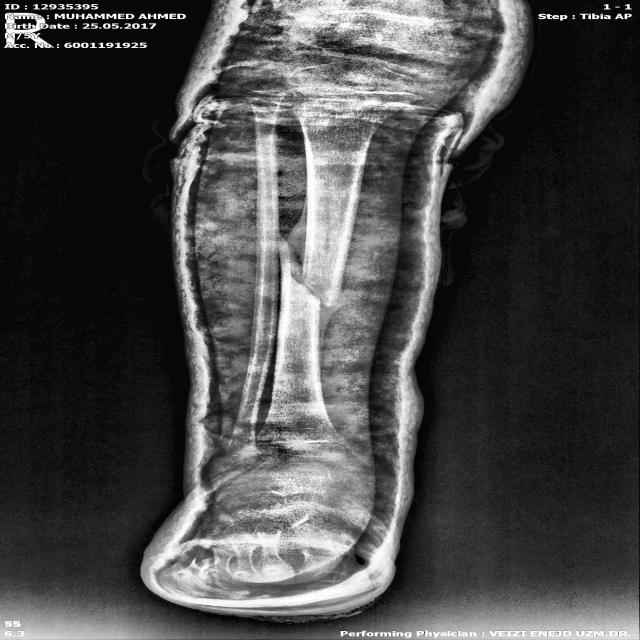 ID : 12935395
Name : MUHAMMED AHMED
Birth Date : 25.05.2017
Acc. No : 6001191925
R
1 - 1
Step : Tibia AP
55
6.3
Performing Physician : VEIZI ENEJD UZM.DR.